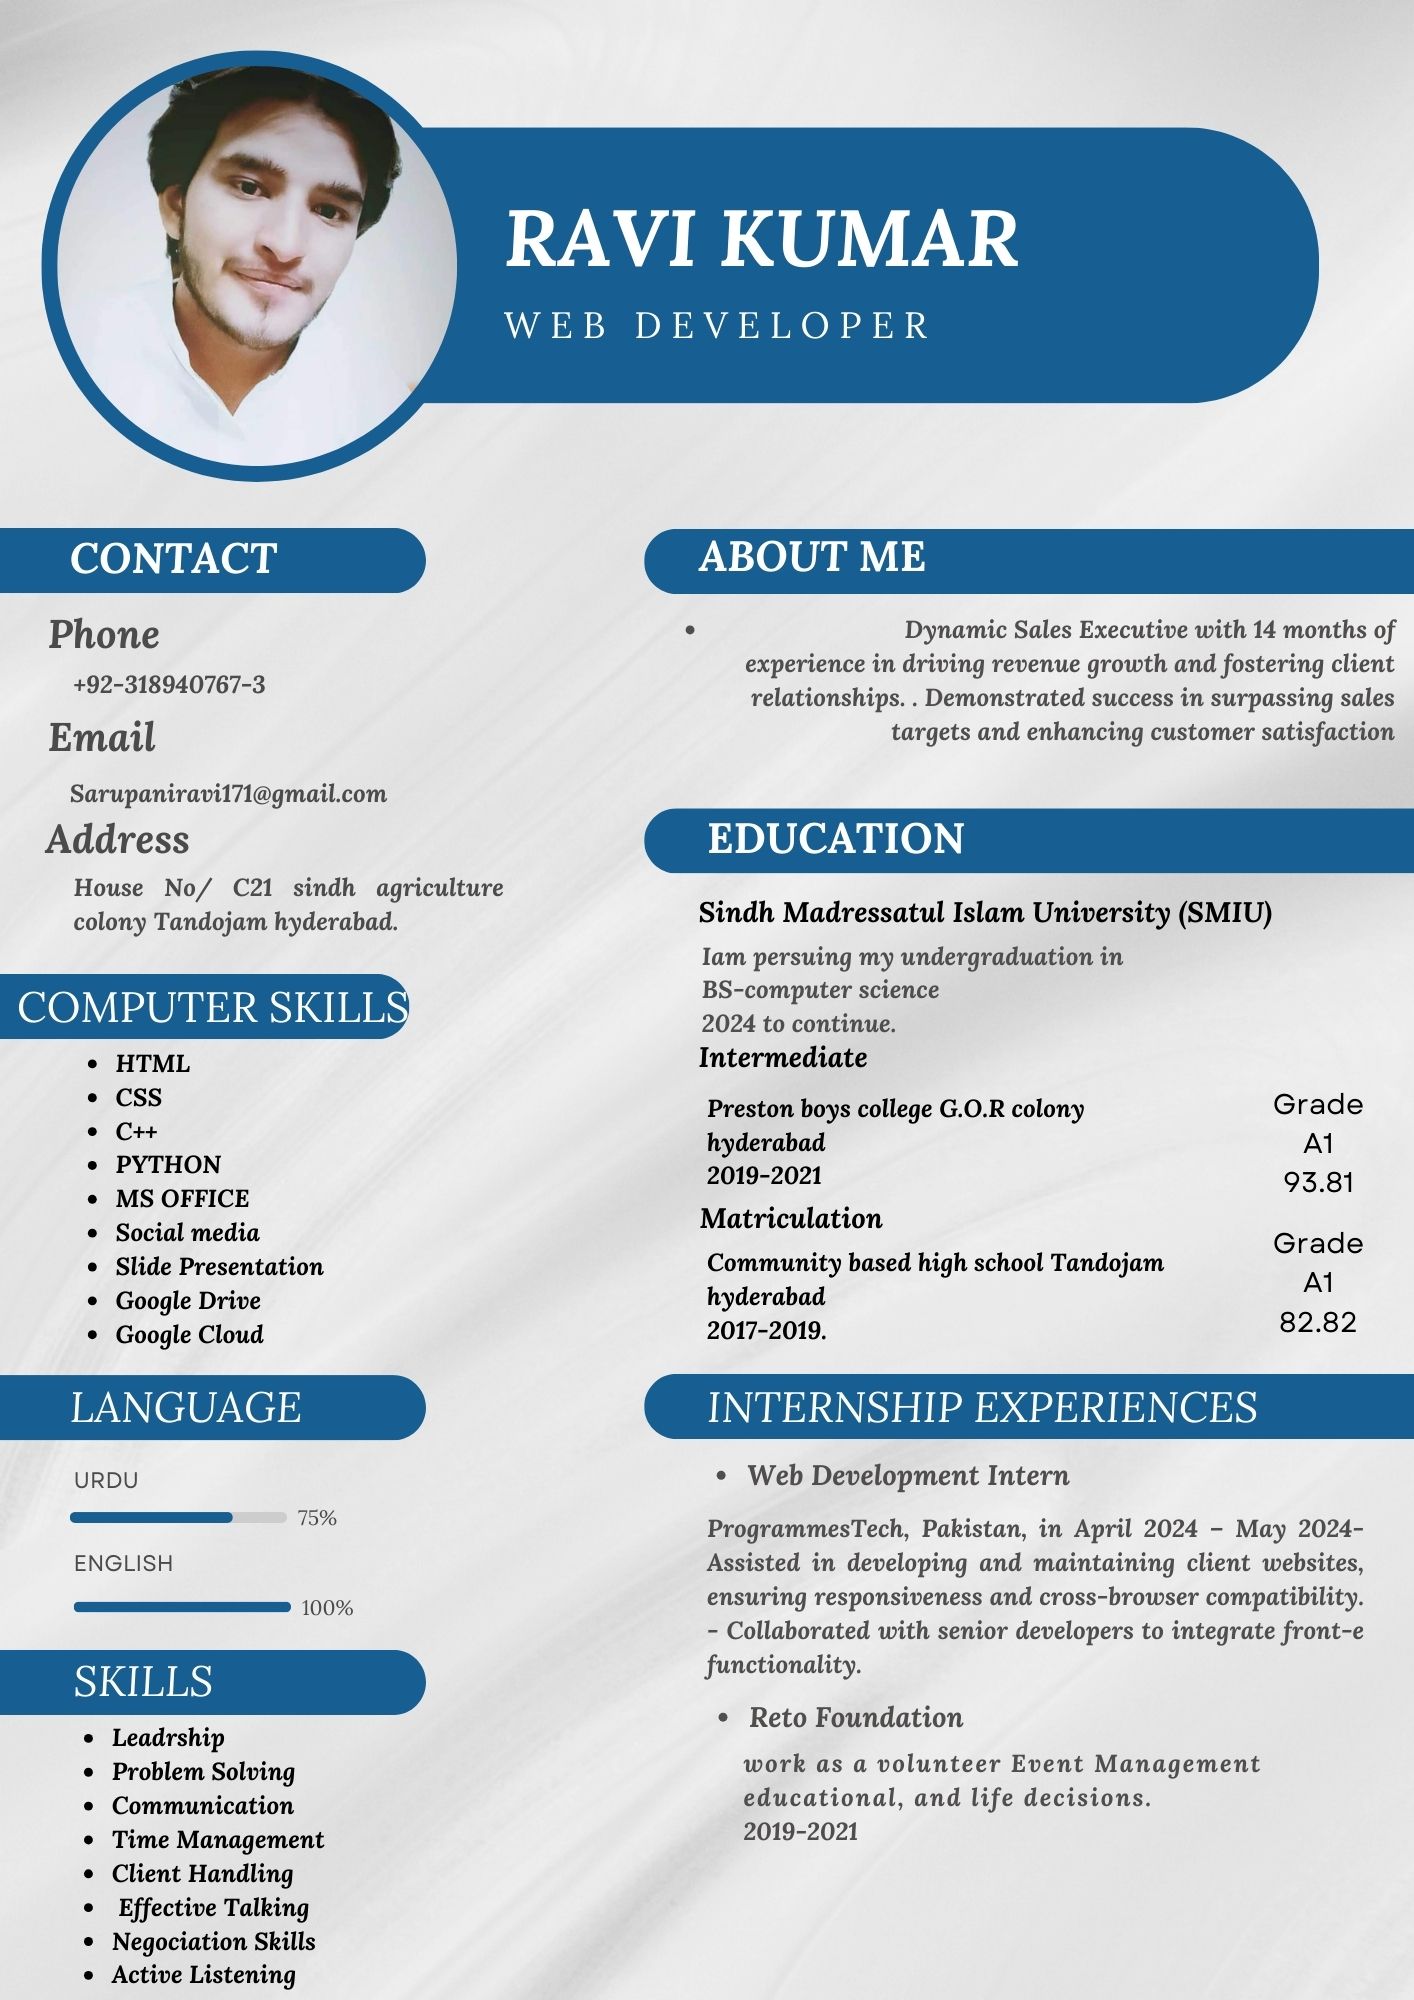 RAVI KUMAR
WEB DEVELOPER
CONTACT
Phone
+92-318940767-3
Email
Sarupaniravi171@gmail.com
Address
House No/ C21 sindh agriculture
colony Tandojam hyderabad.
COMPUTER SKILLS
• HTML
• CSS
• C++
• PYTHON
• MS OFFICE
• Social media
• Slide Presentation
• Google Drive
• Google Cloud
LANGUAGE
URDU
75%
ENGLISH
100%
SKILLS
• Leadrship
• Problem Solving
• Communication
• Time Management
• Client Handling
• Effective Talking
• Negociation Skills
• Active Listening
ABOUT ME
• Dynamic Sales Executive with 14 months of
experience in driving revenue growth and fostering client
relationships. . Demonstrated success in surpassing sales
targets and enhancing customer satisfaction
EDUCATION
Sindh Madressatul Islam University (SMIU)
Iam persuing my undergraduation in
BS-computer science
2024 to continue.
Intermediate
Preston boys college G.O.R colony
hyderabad
2019-2021
Grade
A1
93.81
Matriculation
Community based high school Tandojam
hyderabad
2017-2019.
Grade
A1
82.82
INTERNSHIP EXPERIENCES
• Web Development Intern
ProgrammesTech, Pakistan, in April 2024 – May 2024-
Assisted in developing and maintaining client websites,
ensuring responsiveness and cross-browser compatibility.
- Collaborated with senior developers to integrate front-e
functionality.
• Reto Foundation
work as a volunteer Event Management
educational, and life decisions.
2019-2021